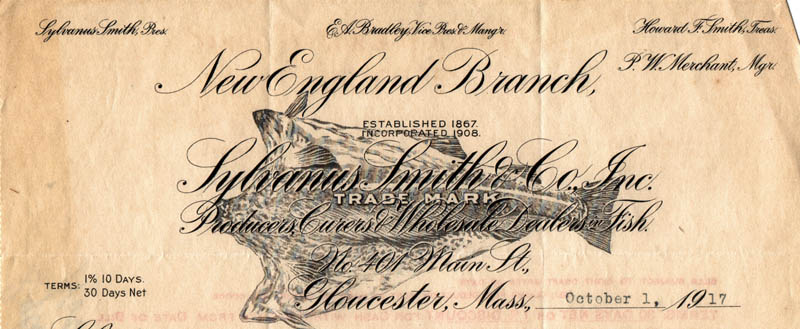 Sylvanus Smith, Pres.
E.A. Bradley, Vice Pres. & Mang'r.
Howard F. Smith, Treas.
P. W. Merchant, Mgr.
New England Branch,
ESTABLISHED 1867.
INCORPORATED 1908.
Sylvanus Smith & Co., Inc.
TRADE MARK
Producers, Curers & Wholesale Dealers in Fish.
No. 401 Main St.,
TERMS: 1% 10 Days.
30 Days Net
Gloucester, Mass., October 1, 1917